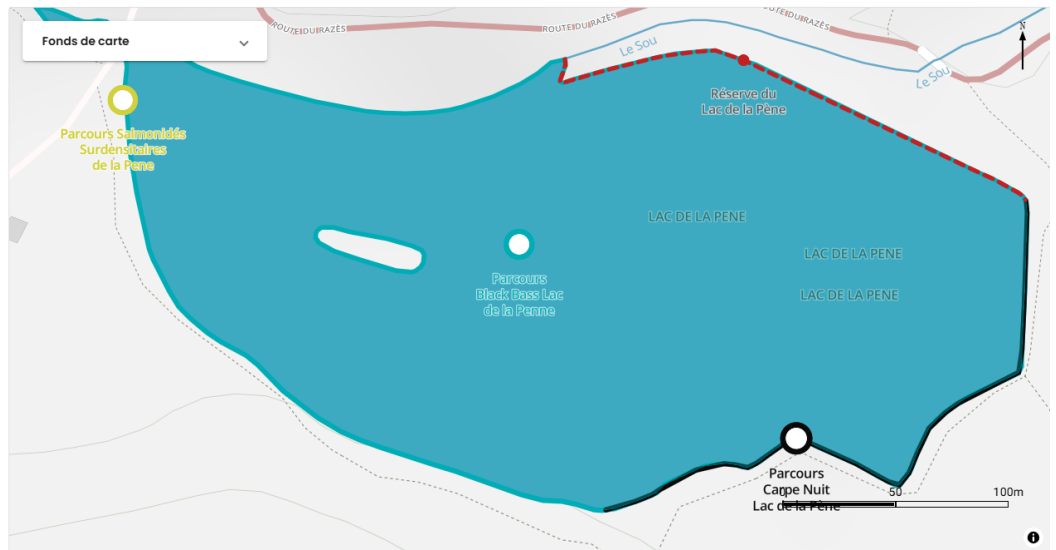 Fonds de carte
ROUTE DU RAZÈS
ROUTE DU RAZÈS
ROUTE DU RAZÈS
N
Le Sou
Le Sou
Réserve du
Lac de la Pène
Parcours Salmonidés
Surdensitaires
de la Pene
LAC DE LA PENE
LAC DE LA PENE
LAC DE LA PENE
Parcours
Black Bass Lac
de la Penne
Parcours
Carpe Nuit
Lac de la Pène
0 50 100m